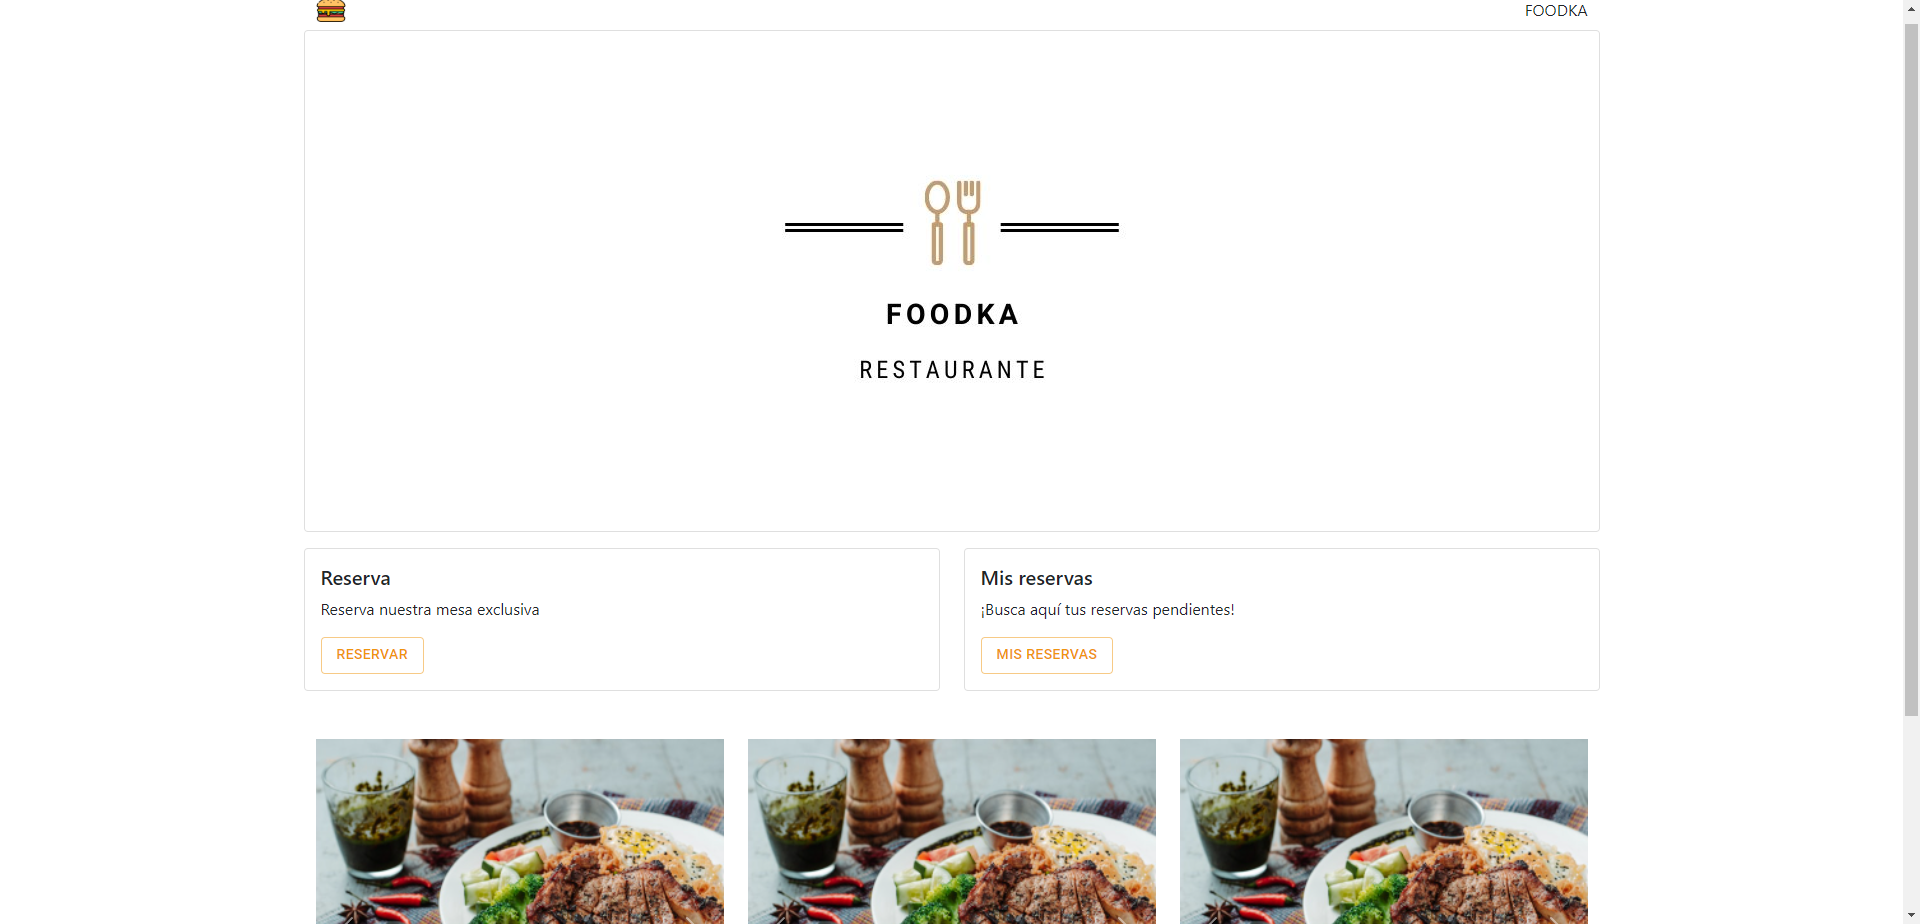 FOODKA
FOODKA
RESTAURANTE
Reserva
Reserva nuestra mesa exclusiva
RESERVAR
Mis reservas
¡Busca aquí tus reservas pendientes!
MIS RESERVAS